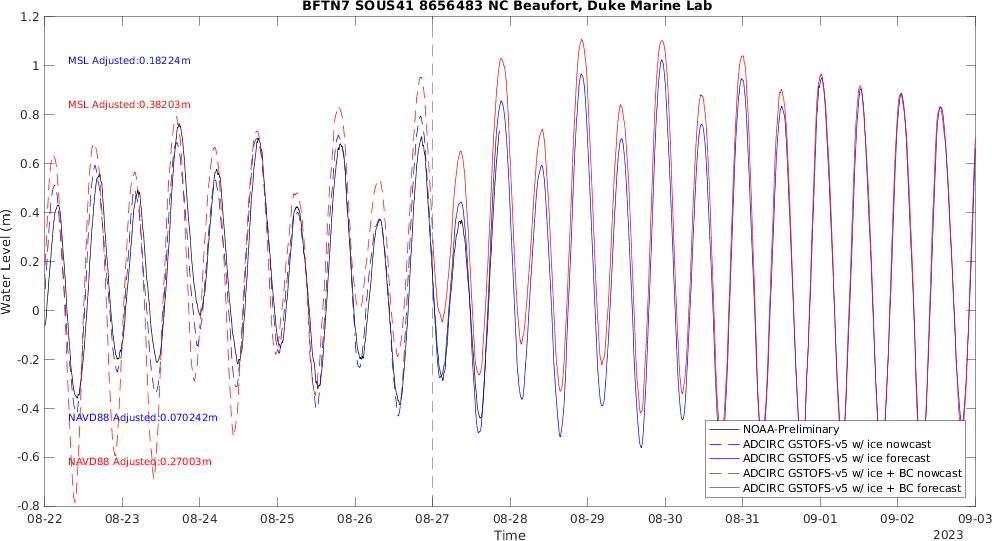 BFTN7 SOUS41 8656483 NC Beaufort, Duke Marine Lab
1.2
1
0.8
0.6
0.4
0.2
0
-0.2
-0.4
-0.6
-0.8
Water Level (m)
MSL Adjusted:0.18224m
MSL Adjusted:0.38203m
NAVD88 Adjusted:0.070242m
NAVD88 Adjusted:0.27003m
NOAA-Preliminary
ADCIRC GSTOFS-v5 w/ ice nowcast
ADCIRC GSTOFS-v5 w/ ice forecast
ADCIRC GSTOFS-v5 w/ ice + BC nowcast
ADCIRC GSTOFS-v5 w/ ice + BC forecast
08-22 08-23 08-24 08-25 08-26 08-27 08-28 08-29 08-30 08-31 09-01 09-02 09-03
Time
2023